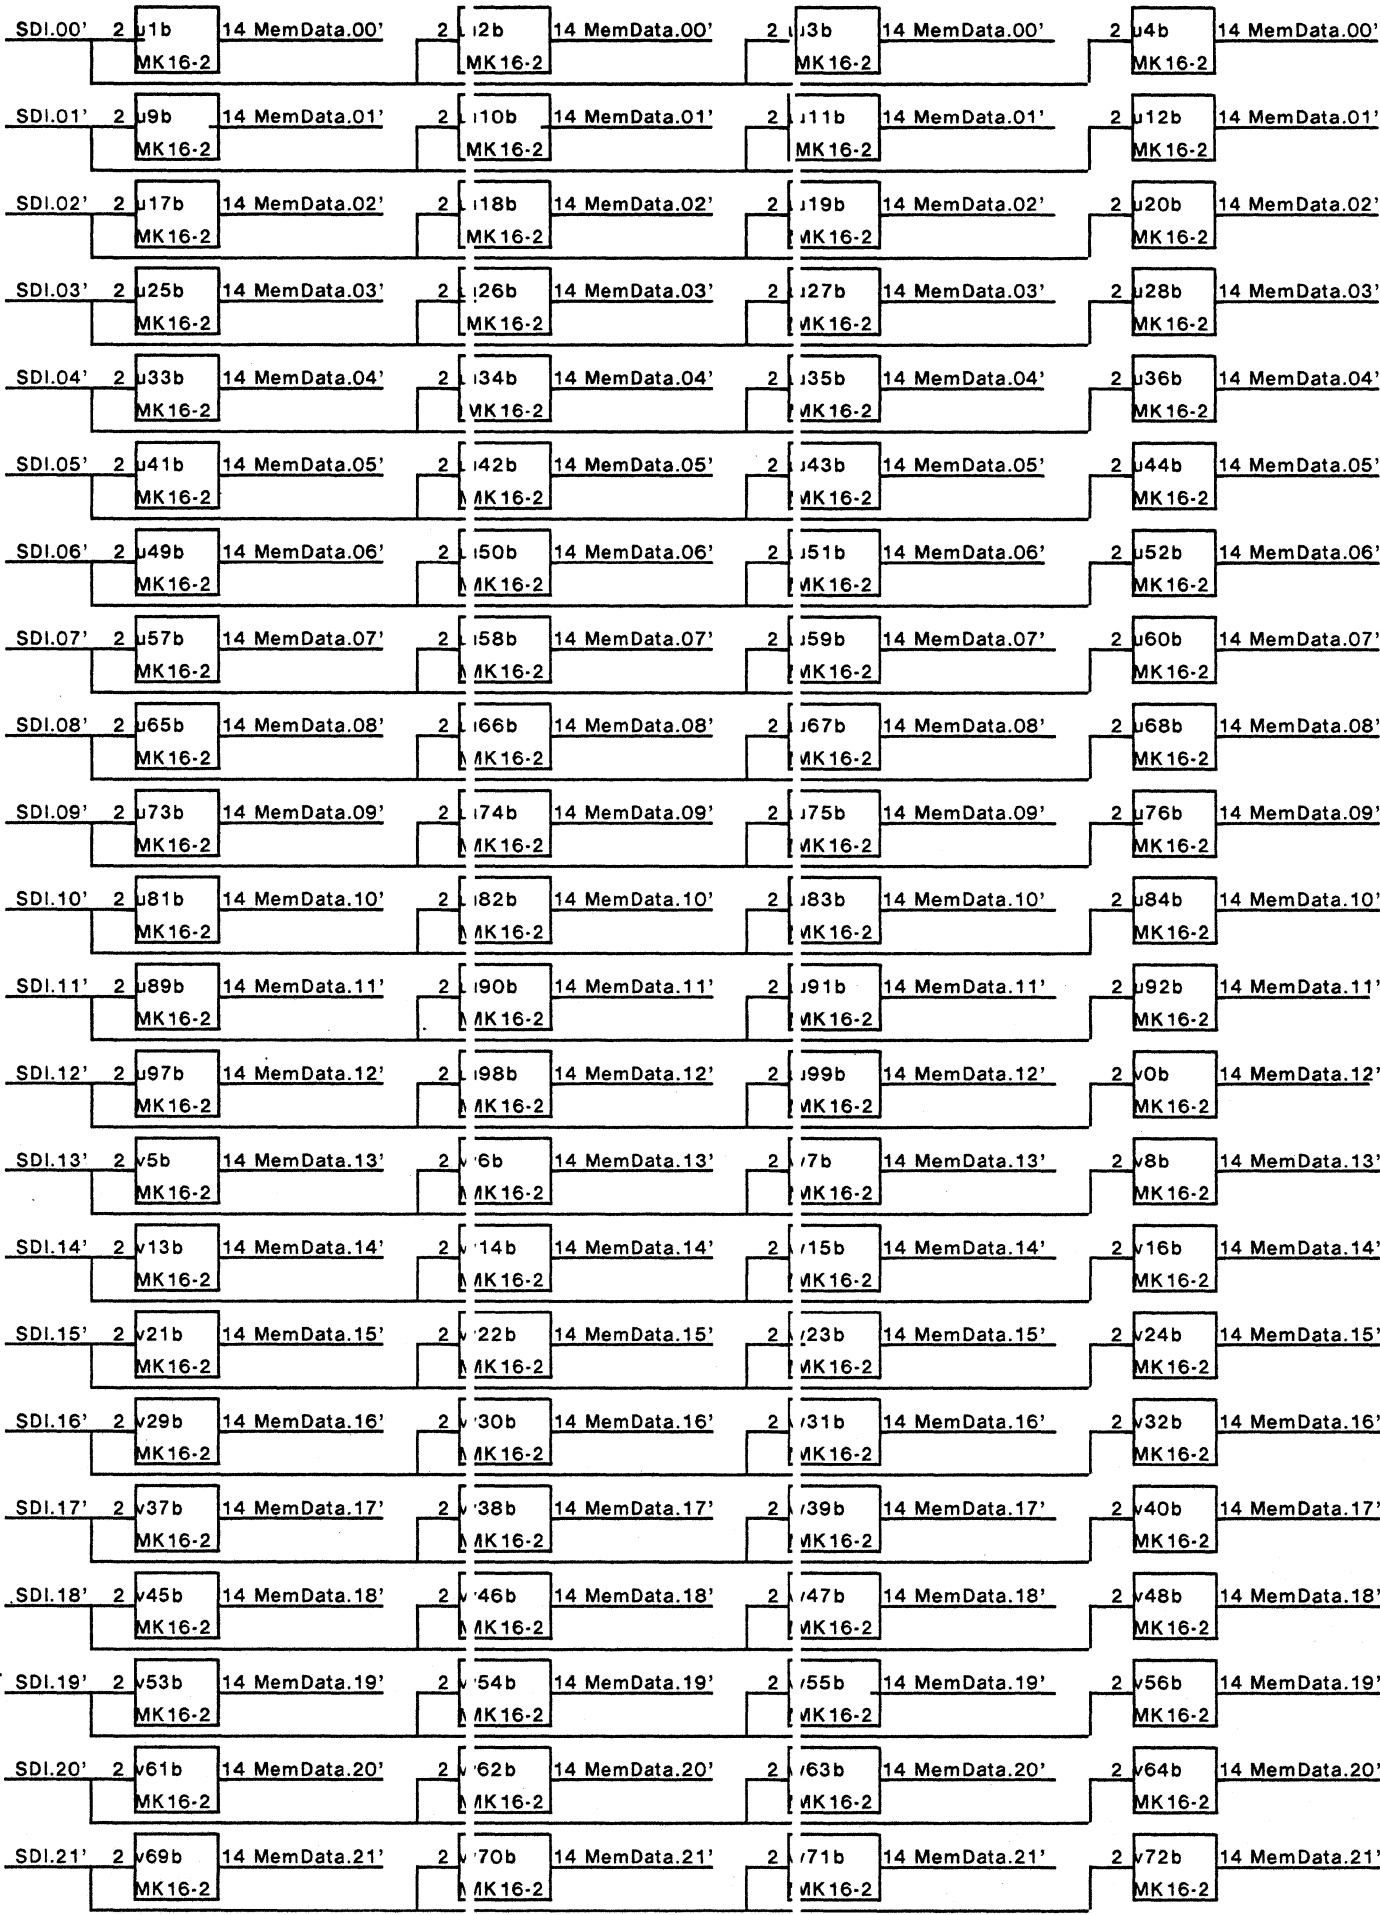 SDI.00' 2 u1b 14 MemData.00' 2 u2b 14 MemData.00' 2 u3b 14 MemData.00' 2 u4b 14 MemData.00'
MK16-2 MK16-2 MK16-2 MK16-2
SDI.01' 2 u9b 14 MemData.01' 2 u10b 14 MemData.01' 2 u11b 14 MemData.01' 2 u12b 14 MemData.01'
MK16-2 MK16-2 MK16-2 MK16-2
SDI.02' 2 u17b 14 MemData.02' 2 u18b 14 MemData.02' 2 u19b 14 MemData.02' 2 u20b 14 MemData.02'
MK16-2 MK16-2 MK16-2 MK16-2
SDI.03' 2 u25b 14 MemData.03' 2 u26b 14 MemData.03' 2 u27b 14 MemData.03' 2 u28b 14 MemData.03'
MK16-2 MK16-2 MK16-2 MK16-2
SDI.04' 2 u33b 14 MemData.04' 2 u34b 14 MemData.04' 2 u35b 14 MemData.04' 2 u36b 14 MemData.04'
MK16-2 MK16-2 MK16-2 MK16-2
SDI.05' 2 u41b 14 MemData.05' 2 u42b 14 MemData.05' 2 u43b 14 MemData.05' 2 u44b 14 MemData.05'
MK16-2 MK16-2 MK16-2 MK16-2
SDI.06' 2 u49b 14 MemData.06' 2 u50b 14 MemData.06' 2 u51b 14 MemData.06' 2 u52b 14 MemData.06'
MK16-2 MK16-2 MK16-2 MK16-2
SDI.07' 2 u57b 14 MemData.07' 2 u58b 14 MemData.07' 2 u59b 14 MemData.07' 2 u60b 14 MemData.07'
MK16-2 MK16-2 MK16-2 MK16-2
SDI.08' 2 u65b 14 MemData.08' 2 u66b 14 MemData.08' 2 u67b 14 MemData.08' 2 u68b 14 MemData.08'
MK16-2 MK16-2 MK16-2 MK16-2
SDI.09' 2 u73b 14 MemData.09' 2 u74b 14 MemData.09' 2 u75b 14 MemData.09' 2 u76b 14 MemData.09'
MK16-2 MK16-2 MK16-2 MK16-2
SDI.10' 2 u81b 14 MemData.10' 2 u82b 14 MemData.10' 2 u83b 14 MemData.10' 2 u84b 14 MemData.10'
MK16-2 MK16-2 MK16-2 MK16-2
SDI.11' 2 u89b 14 MemData.11' 2 u90b 14 MemData.11' 2 u91b 14 MemData.11' 2 u92b 14 MemData.11'
MK16-2 MK16-2 MK16-2 MK16-2
SDI.12' 2 u97b 14 MemData.12' 2 u98b 14 MemData.12' 2 u99b 14 MemData.12' 2 v0b 14 MemData.12'
MK16-2 MK16-2 MK16-2 MK16-2
SDI.13' 2 v5b 14 MemData.13' 2 v6b 14 MemData.13' 2 v7b 14 MemData.13' 2 v8b 14 MemData.13'
MK16-2 MK16-2 MK16-2 MK16-2
SDI.14' 2 v13b 14 MemData.14' 2 v14b 14 MemData.14' 2 v15b 14 MemData.14' 2 v16b 14 MemData.14'
MK16-2 MK16-2 MK16-2 MK16-2
SDI.15' 2 v21b 14 MemData.15' 2 v22b 14 MemData.15' 2 v23b 14 MemData.15' 2 v24b 14 MemData.15'
MK16-2 MK16-2 MK16-2 MK16-2
SDI.16' 2 v29b 14 MemData.16' 2 v30b 14 MemData.16' 2 v31b 14 MemData.16' 2 v32b 14 MemData.16'
MK16-2 MK16-2 MK16-2 MK16-2
SDI.17' 2 v37b 14 MemData.17' 2 v38b 14 MemData.17' 2 v39b 14 MemData.17' 2 v40b 14 MemData.17'
MK16-2 MK16-2 MK16-2 MK16-2
SDI.18' 2 v45b 14 MemData.18' 2 v46b 14 MemData.18' 2 v47b 14 MemData.18' 2 v48b 14 MemData.18'
MK16-2 MK16-2 MK16-2 MK16-2
SDI.19' 2 v53b 14 MemData.19' 2 v54b 14 MemData.19' 2 v55b 14 MemData.19' 2 v56b 14 MemData.19'
MK16-2 MK16-2 MK16-2 MK16-2
SDI.20' 2 v61b 14 MemData.20' 2 v62b 14 MemData.20' 2 v63b 14 MemData.20' 2 v64b 14 MemData.20'
MK16-2 MK16-2 MK16-2 MK16-2
SDI.21' 2 v69b 14 MemData.21' 2 v70b 14 MemData.21' 2 v71b 14 MemData.21' 2 v72b 14 MemData.21'
MK16-2 MK16-2 MK16-2 MK16-2